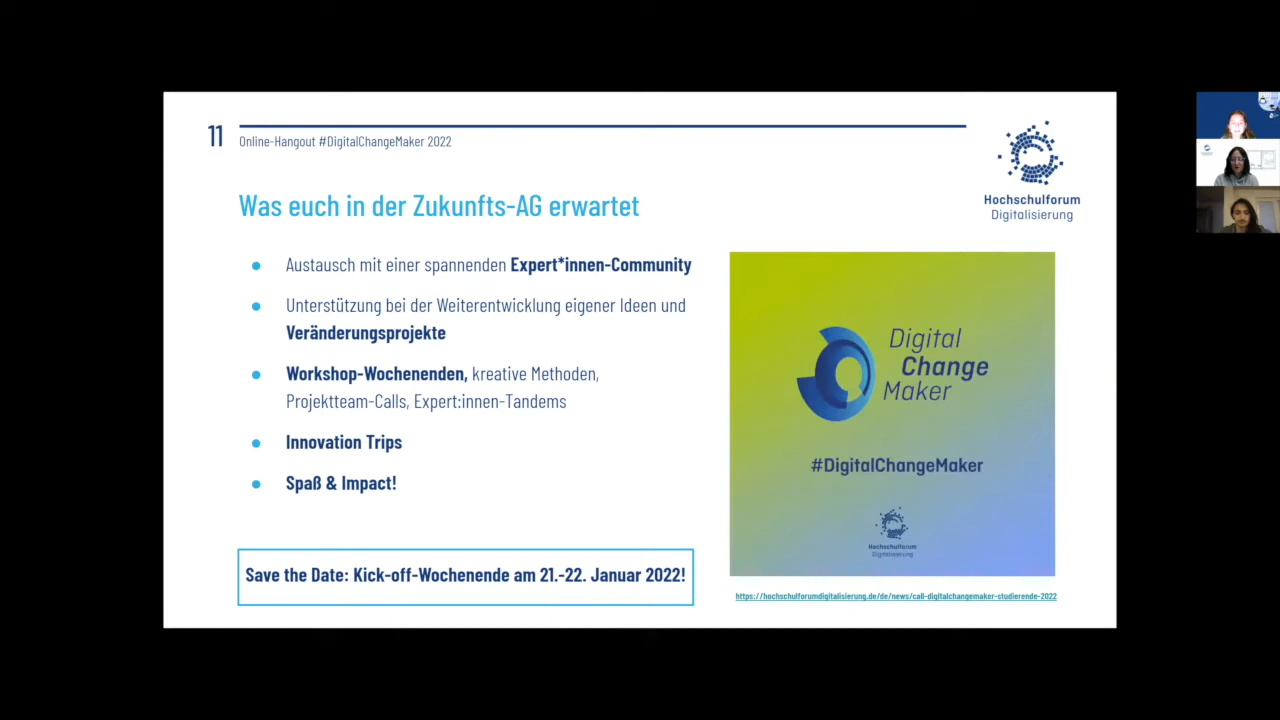 11
Online-Hangout #DigitalChangeMaker 2022
Hochschulforum
Digitalisierung
Was euch in der Zukunfts-AG erwartet
● Austausch mit einer spannenden Expert*innen-Community
● Unterstützung bei der Weiterentwicklung eigener Ideen und
Veränderungsprojekte
● Workshop-Wochenenden, kreative Methoden,
Projektteam-Calls, Expert:innen-Tandems
● Innovation Trips
● Spaß & Impact!
Save the Date: Kick-off-Wochenende am 21.-22. Januar 2022!
Digital
Change
Maker
#DigitalChangeMaker
Hochschulforum
Digitalisierung
https://hochschulforumdigitalisierung.de/de/news/call-digitalchangemaker-studierende-2022